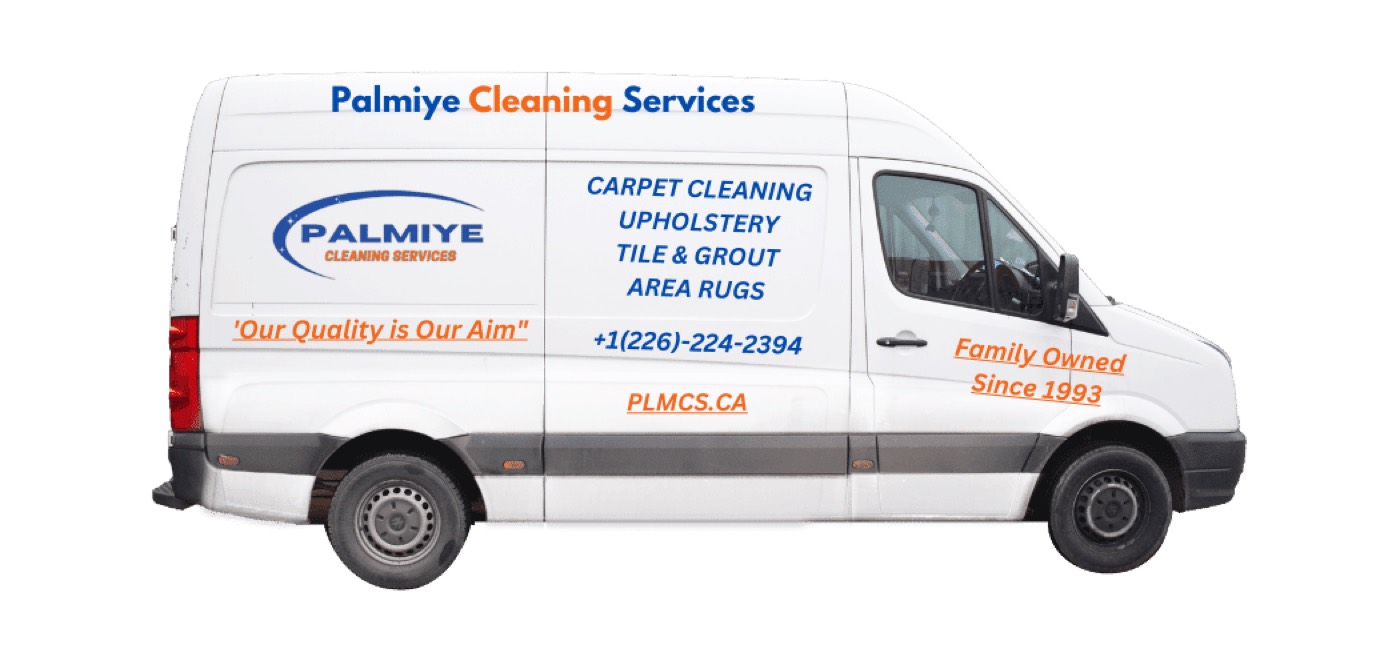 Palmiye Cleaning Services
PALMIYE
CLEANING SERVICES
'Our Quality is Our Aim"
CARPET CLEANING
UPHOLSTERY
TILE & GROUT
AREA RUGS
+1(226)-224-2394
PLMCS.CA
Family Owned
Since 1993